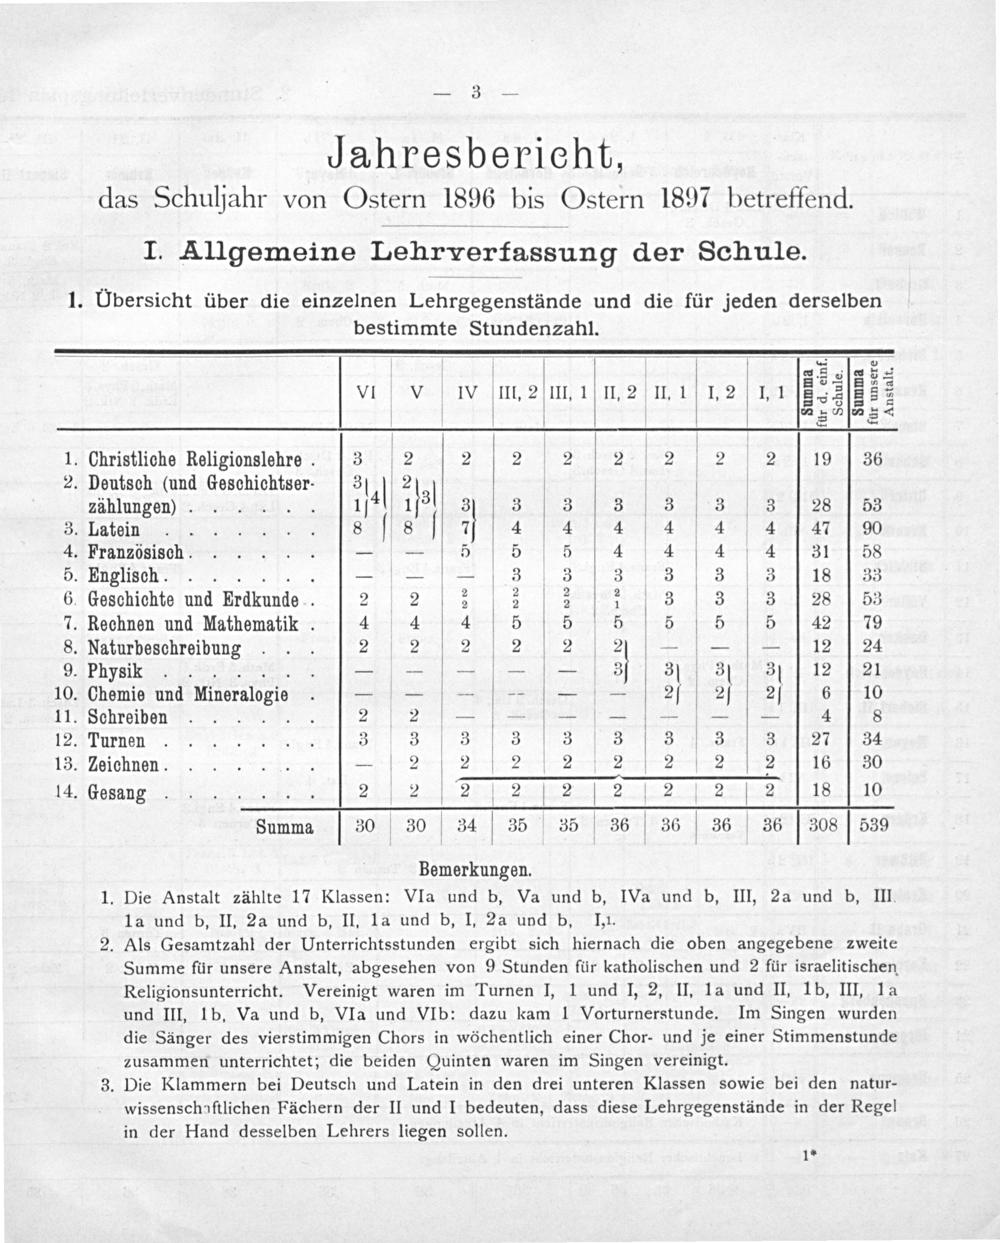 — 3 —
Jahresbericht,
das Schuljahr von Ostern 1896 bis Ostern 1897 betreffend.
I. Allgemeine Lehrverfassung der Schule.
1. Übersicht über die einzelnen Lehrgegenstände und die für jeden derselben
bestimmte Stundenzahl.
VI V IV III, 2 III, 1 II, 2 II, 1 I, 2 I, 1 Summa für d. einf. Schule. Summa für unsere Anstalt.
1. Christliche Religionslehre . 3 2 2 2 2 2 2 2 2 19 36
2. Deutsch (und Geschichtser- 3 2
zählungen) . . . . . 1 } 4 1 } 3 3 3 3 3 3 3 3 28 53
3. Latein . . . . . . . 8 8 7 4 4 4 4 4 4 47 90
4. Französisch . . . . . . — — 5 5 5 4 4 4 4 31 58
5. Englisch . . . . . . . — — — 3 3 3 3 3 3 18 33
6. Geschichte und Erdkunde . . 2 2 2/2 2/2 2/2 2/1 3 3 3 28 53
7. Rechnen und Mathematik . 4 4 4 5 5 5 5 5 5 42 79
8. Naturbeschreibung . . . 2 2 2 2 2 2 — — — 12 24
9. Physik . . . . . . . — — — — — 3 3 3 3 12 21
10. Chemie und Mineralogie . — — — — — — 2 2 2 6 10
11. Schreiben . . . . . . 2 2 — — — — — — — 4 8
12. Turnen . . . . . . . 3 3 3 3 3 3 3 3 3 27 34
13. Zeichnen . . . . . . . — 2 2 2 2 2 2 2 2 16 30
14. Gesang . . . . . . . 2 2 2 2 2 2 2 2 2 18 10
Summa 30 30 34 35 35 36 36 36 36 308 539
Bemerkungen.
1. Die Anstalt zählte 17 Klassen: VIa und b, Va und b, IVa und b, III, 2a und b, III
1a und b, II, 2a und b, II, 1a und b, I, 2a und b, I,1.
2. Als Gesamtzahl der Unterrichtsstunden ergibt sich hiernach die oben angegebene zweite
Summe für unsere Anstalt, abgesehen von 9 Stunden für katholischen und 2 für israelitischen
Religionsunterricht. Vereinigt waren im Turnen I, 1 und I, 2, II, 1a und II, 1b, III, 1a
und III, 1b, Va und b, VIa und VIb: dazu kam 1 Vorturnerstunde. Im Singen wurden
die Sänger des vierstimmigen Chors in wöchentlich einer Chor- und je einer Stimmenstunde
zusammen unterrichtet; die beiden Quinten waren im Singen vereinigt.
3. Die Klammern bei Deutsch und Latein in den drei unteren Klassen sowie bei den natur-
wissenschaftlichen Fächern der II und I bedeuten, dass diese Lehrgegenstände in der Regel
in der Hand desselben Lehrers liegen sollen.
1*